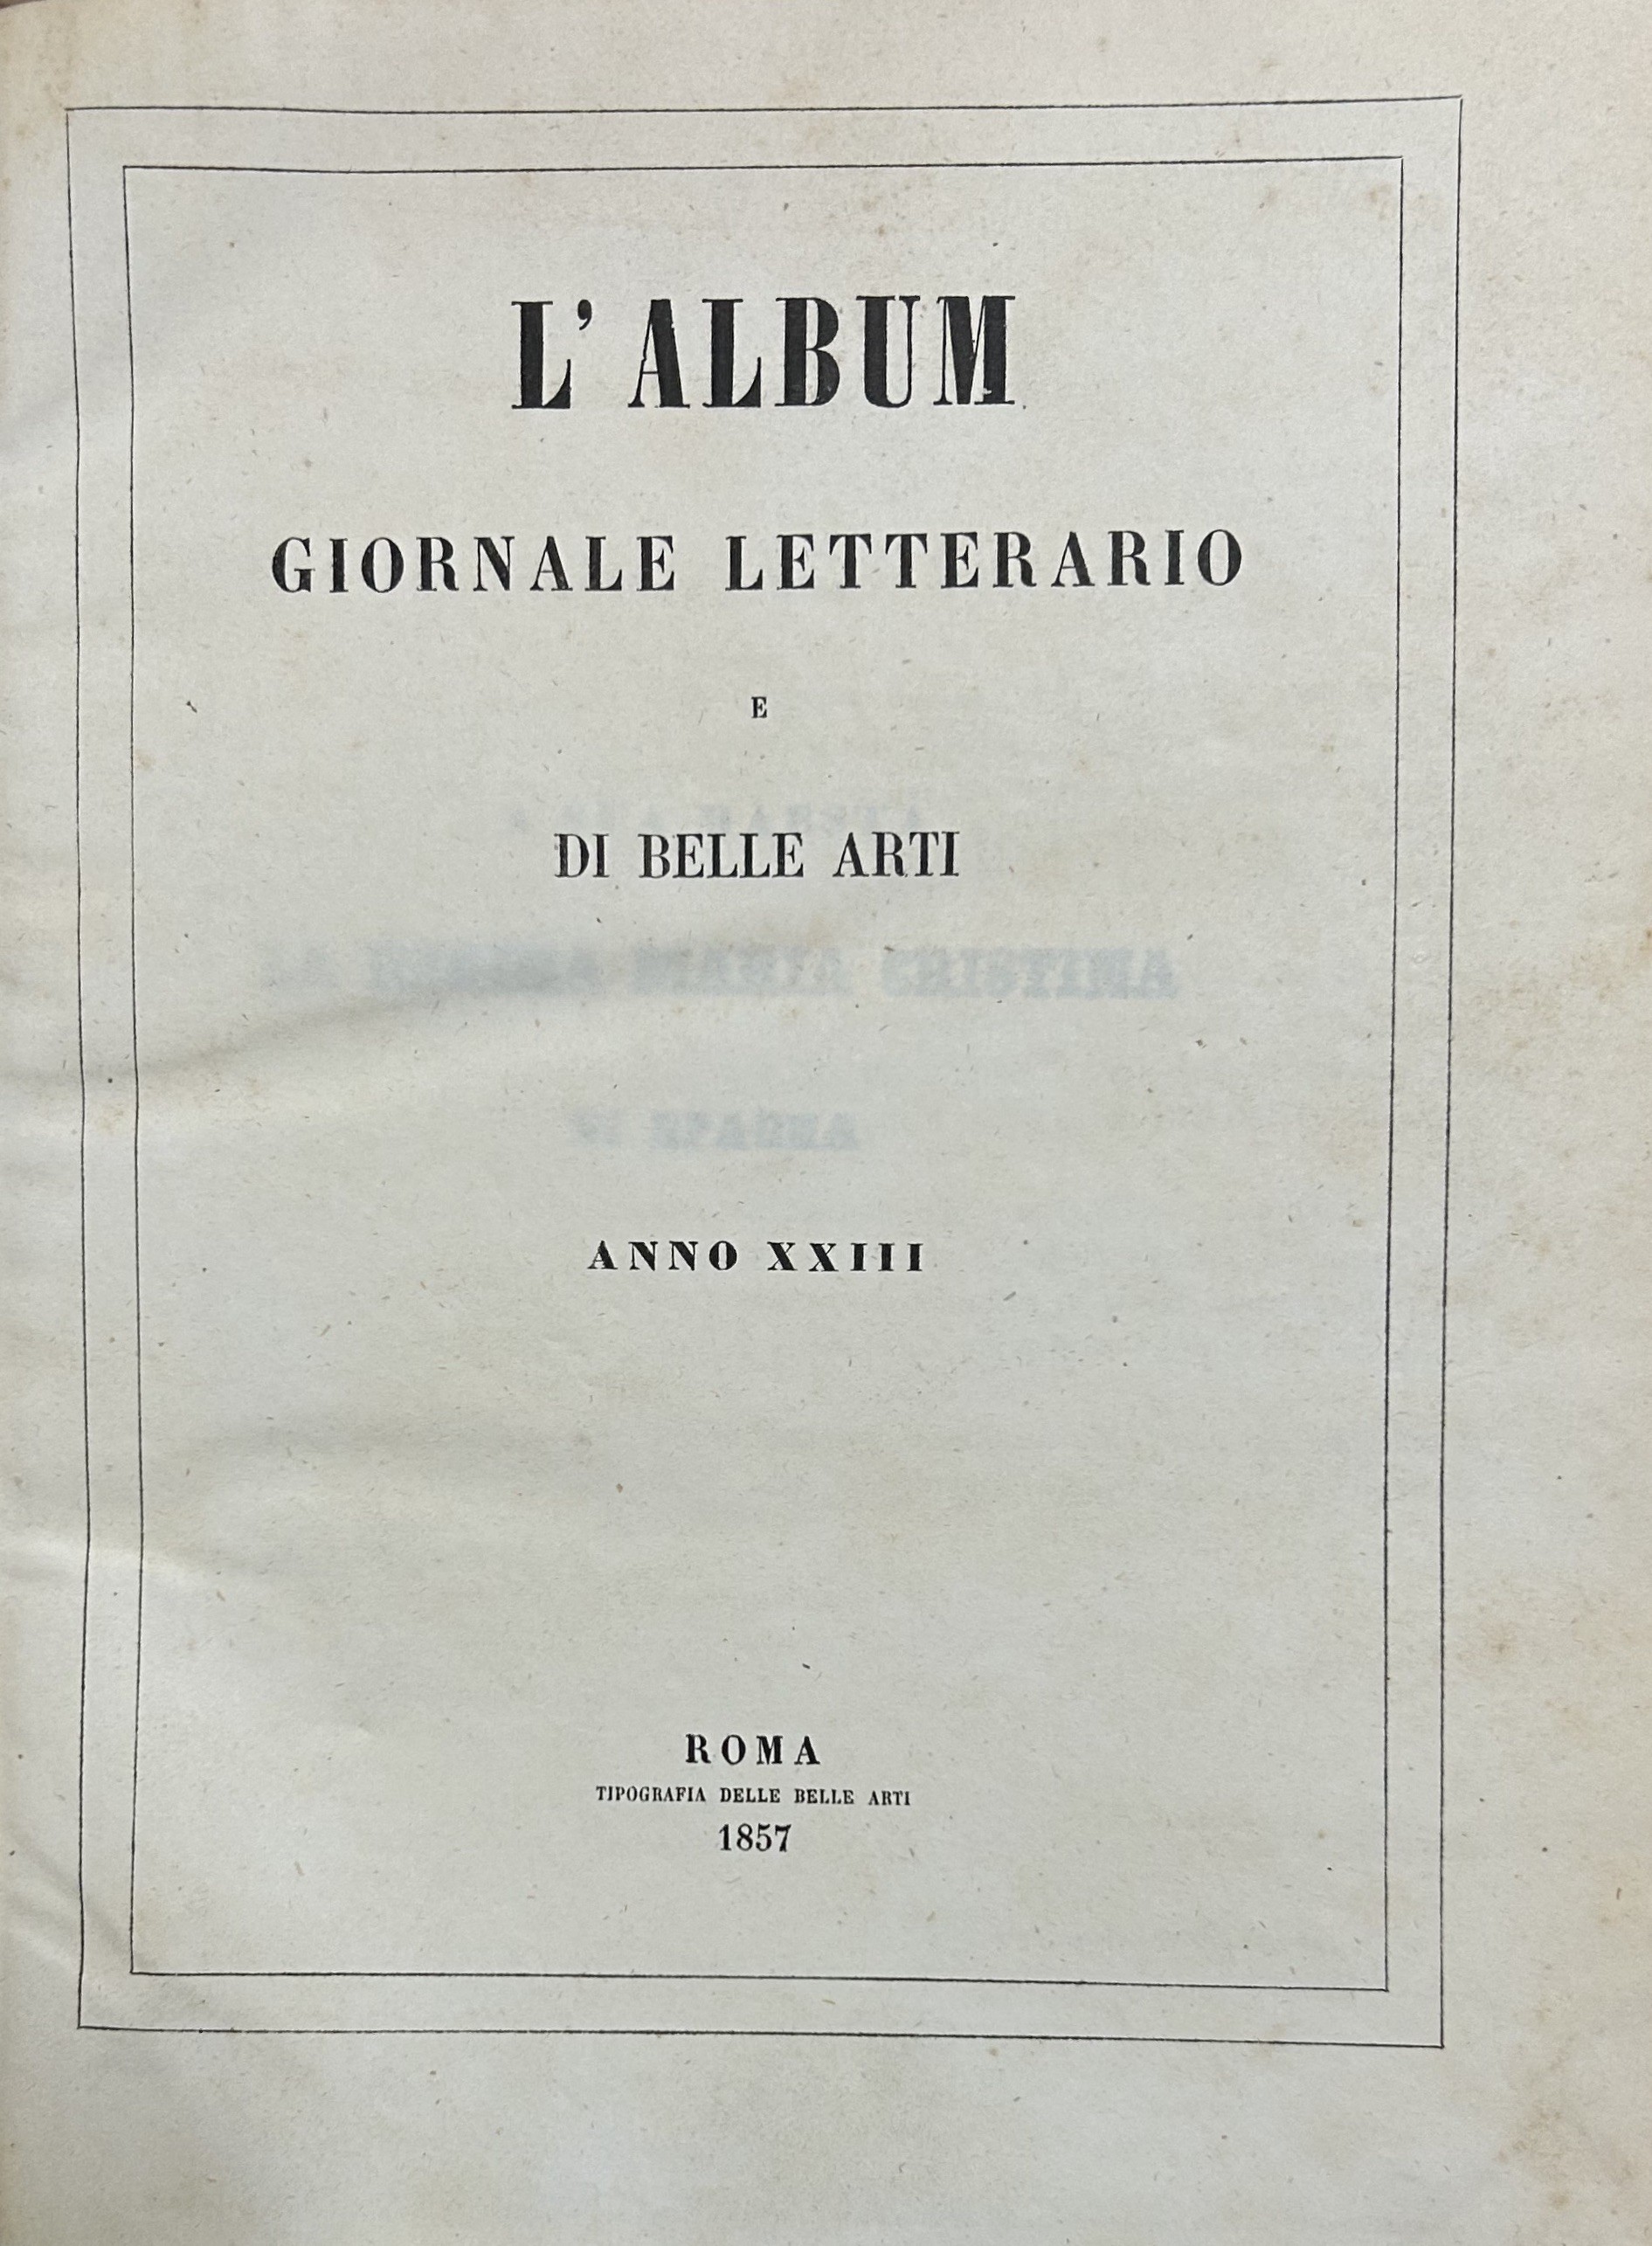 L'ALBUM
GIORNALE LETTERARIO
E
DI BELLE ARTI
ANNO XXIII
ROMA
TIPOGRAFIA DELLE BELLE ARTI
1857